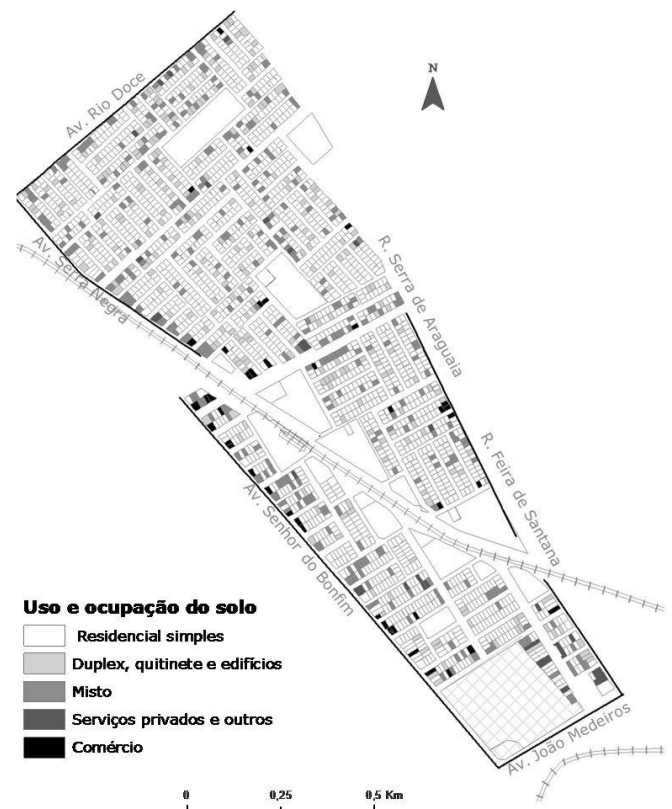 N
Av. Rio Doce
Av. Serra Negra
R. Serra de Araguaia
R. Feira de Santana
Av. Senhor do Bonfim
Av. João Medeiros
Uso e ocupação do solo
Residencial simples
Duplex, quitinete e edifícios
Misto
Serviços privados e outros
Comércio
0 0,25 0,5 Km